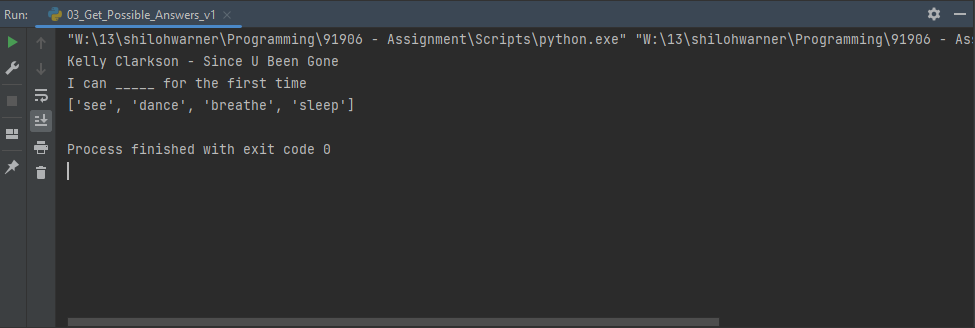 Run: 03_Get_Possible_Answers_v1
"W:\13\shilohwarner\Programming\91906 - Assignment\Scripts\python.exe" "W:\13\shilohwarner\Programming\91906 - Ass
Kelly Clarkson - Since U Been Gone
I can _____ for the first time
['see', 'dance', 'breathe', 'sleep']
Process finished with exit code 0